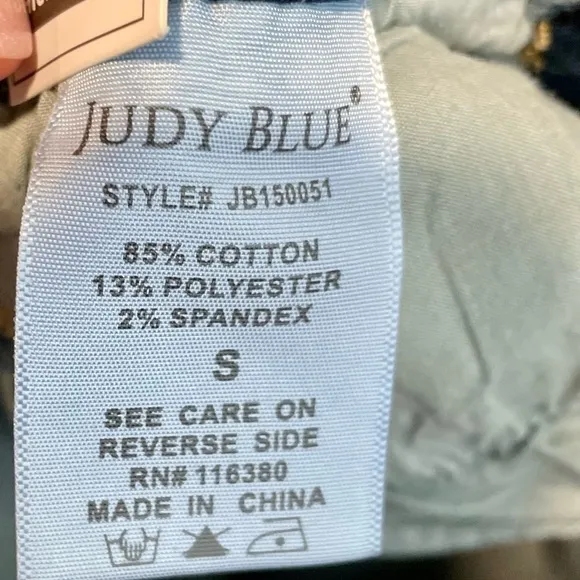 JUDY BLUE®
STYLE# JB150051
85% COTTON
13% POLYESTER
2% SPANDEX
S
SEE CARE ON
REVERSE SIDE
RN# 116380
MADE IN CHINA